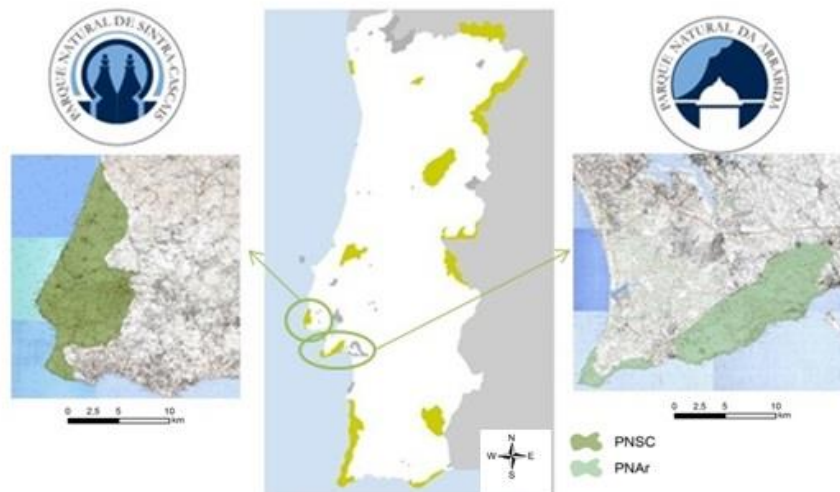 PARQUE NATURAL DE SINTRA-CASCAIS
PARQUE NATURAL DA ARRÁBIDA
0 2,5 5 10
km
0 2,5 5 10
km
N
W E
S
PNSC
PNAr